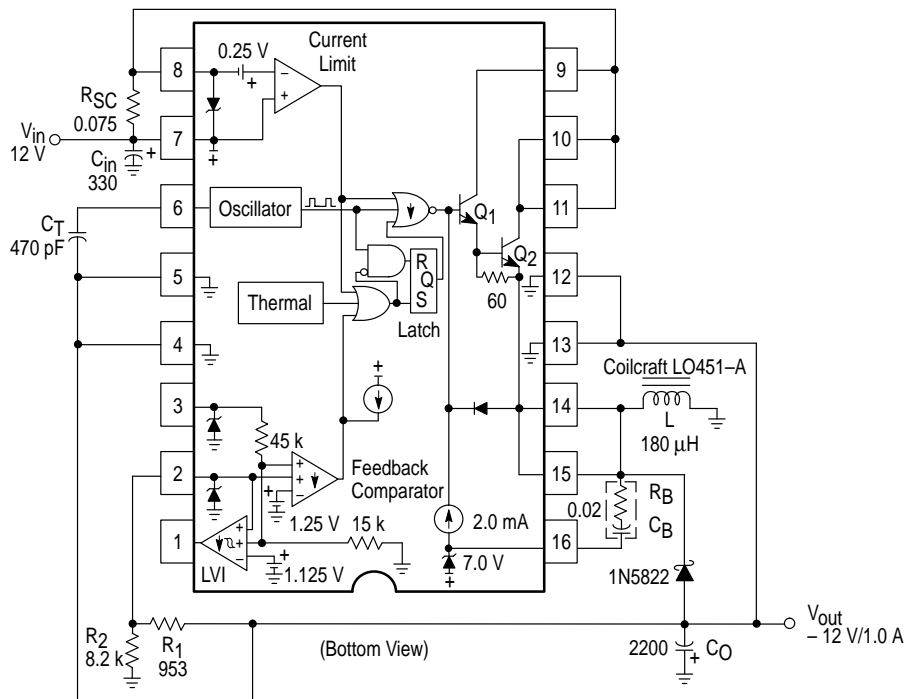 Current
Limit
0.25 V
–
+
+
+
8
9
RSC
0.075
Vin
12 V
7
10
Cin
330
+
CT
470 pF
6
Oscillator
Q1
11
5
R
Q
S
Latch
Q2
60
12
Thermal
4
13
Coilcraft LO451–A
L
180 µH
3
45 k
+
14
2
+
+
–
+
Feedback
Comparator
1.25 V
15
0.02
RB
CB
1
+
+
–
LVI
15 k
+
1.125 V
2.0 mA
7.0 V
+
16
1N5822
R2
8.2 k
R1
953
(Bottom View)
Vout
– 12 V/1.0 A
2200
+
CO